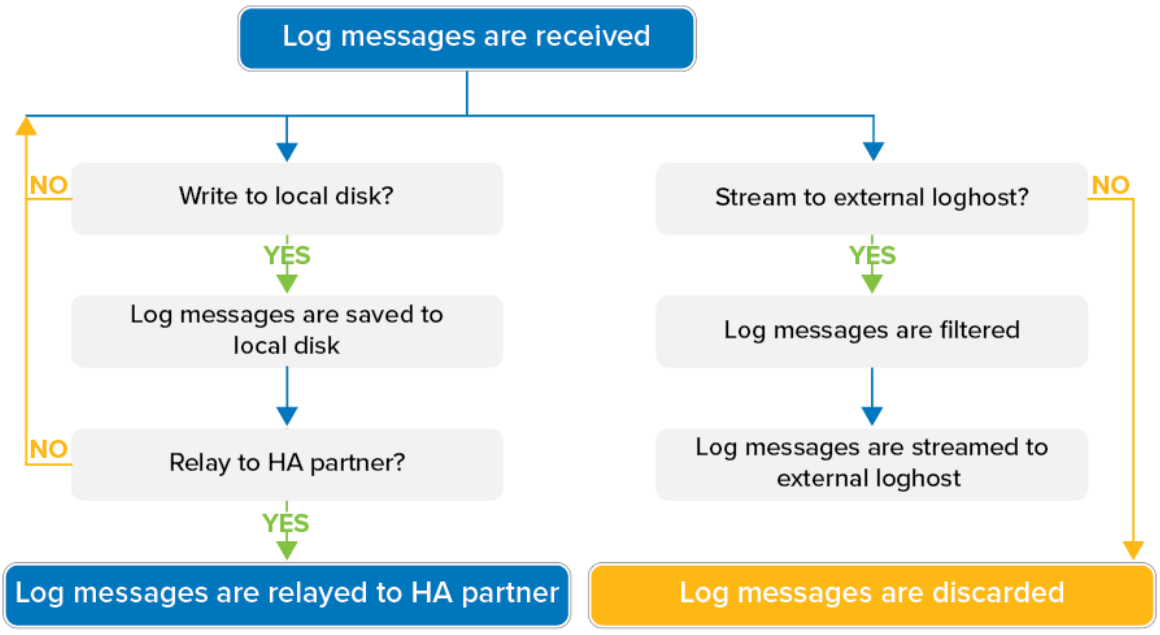 Log messages are received
NO
Write to local disk?
Stream to external loghost?
NO
YES
YES
Log messages are saved to
local disk
Log messages are filtered
NO
Relay to HA partner?
Log messages are streamed to
external loghost
YES
Log messages are relayed to HA partner
Log messages are discarded